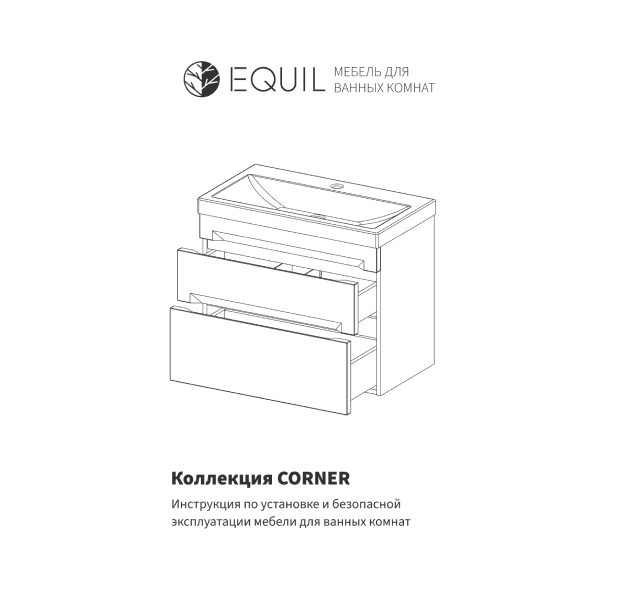 EQUIL
МЕБЕЛЬ ДЛЯ
ВАННЫХ КОМНАТ
Коллекция CORNER
Инструкция по установке и безопасной
эксплуатации мебели для ванных комнат